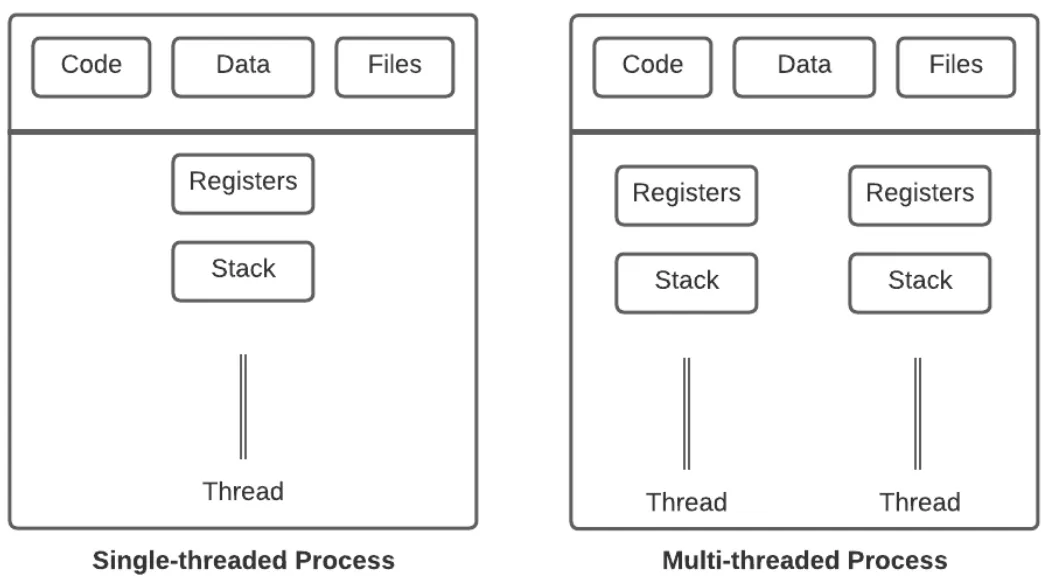 Code Data Files
Registers
Stack
Thread
Single-threaded Process
Code Data Files
Registers Registers
Stack Stack
Thread Thread
Multi-threaded Process